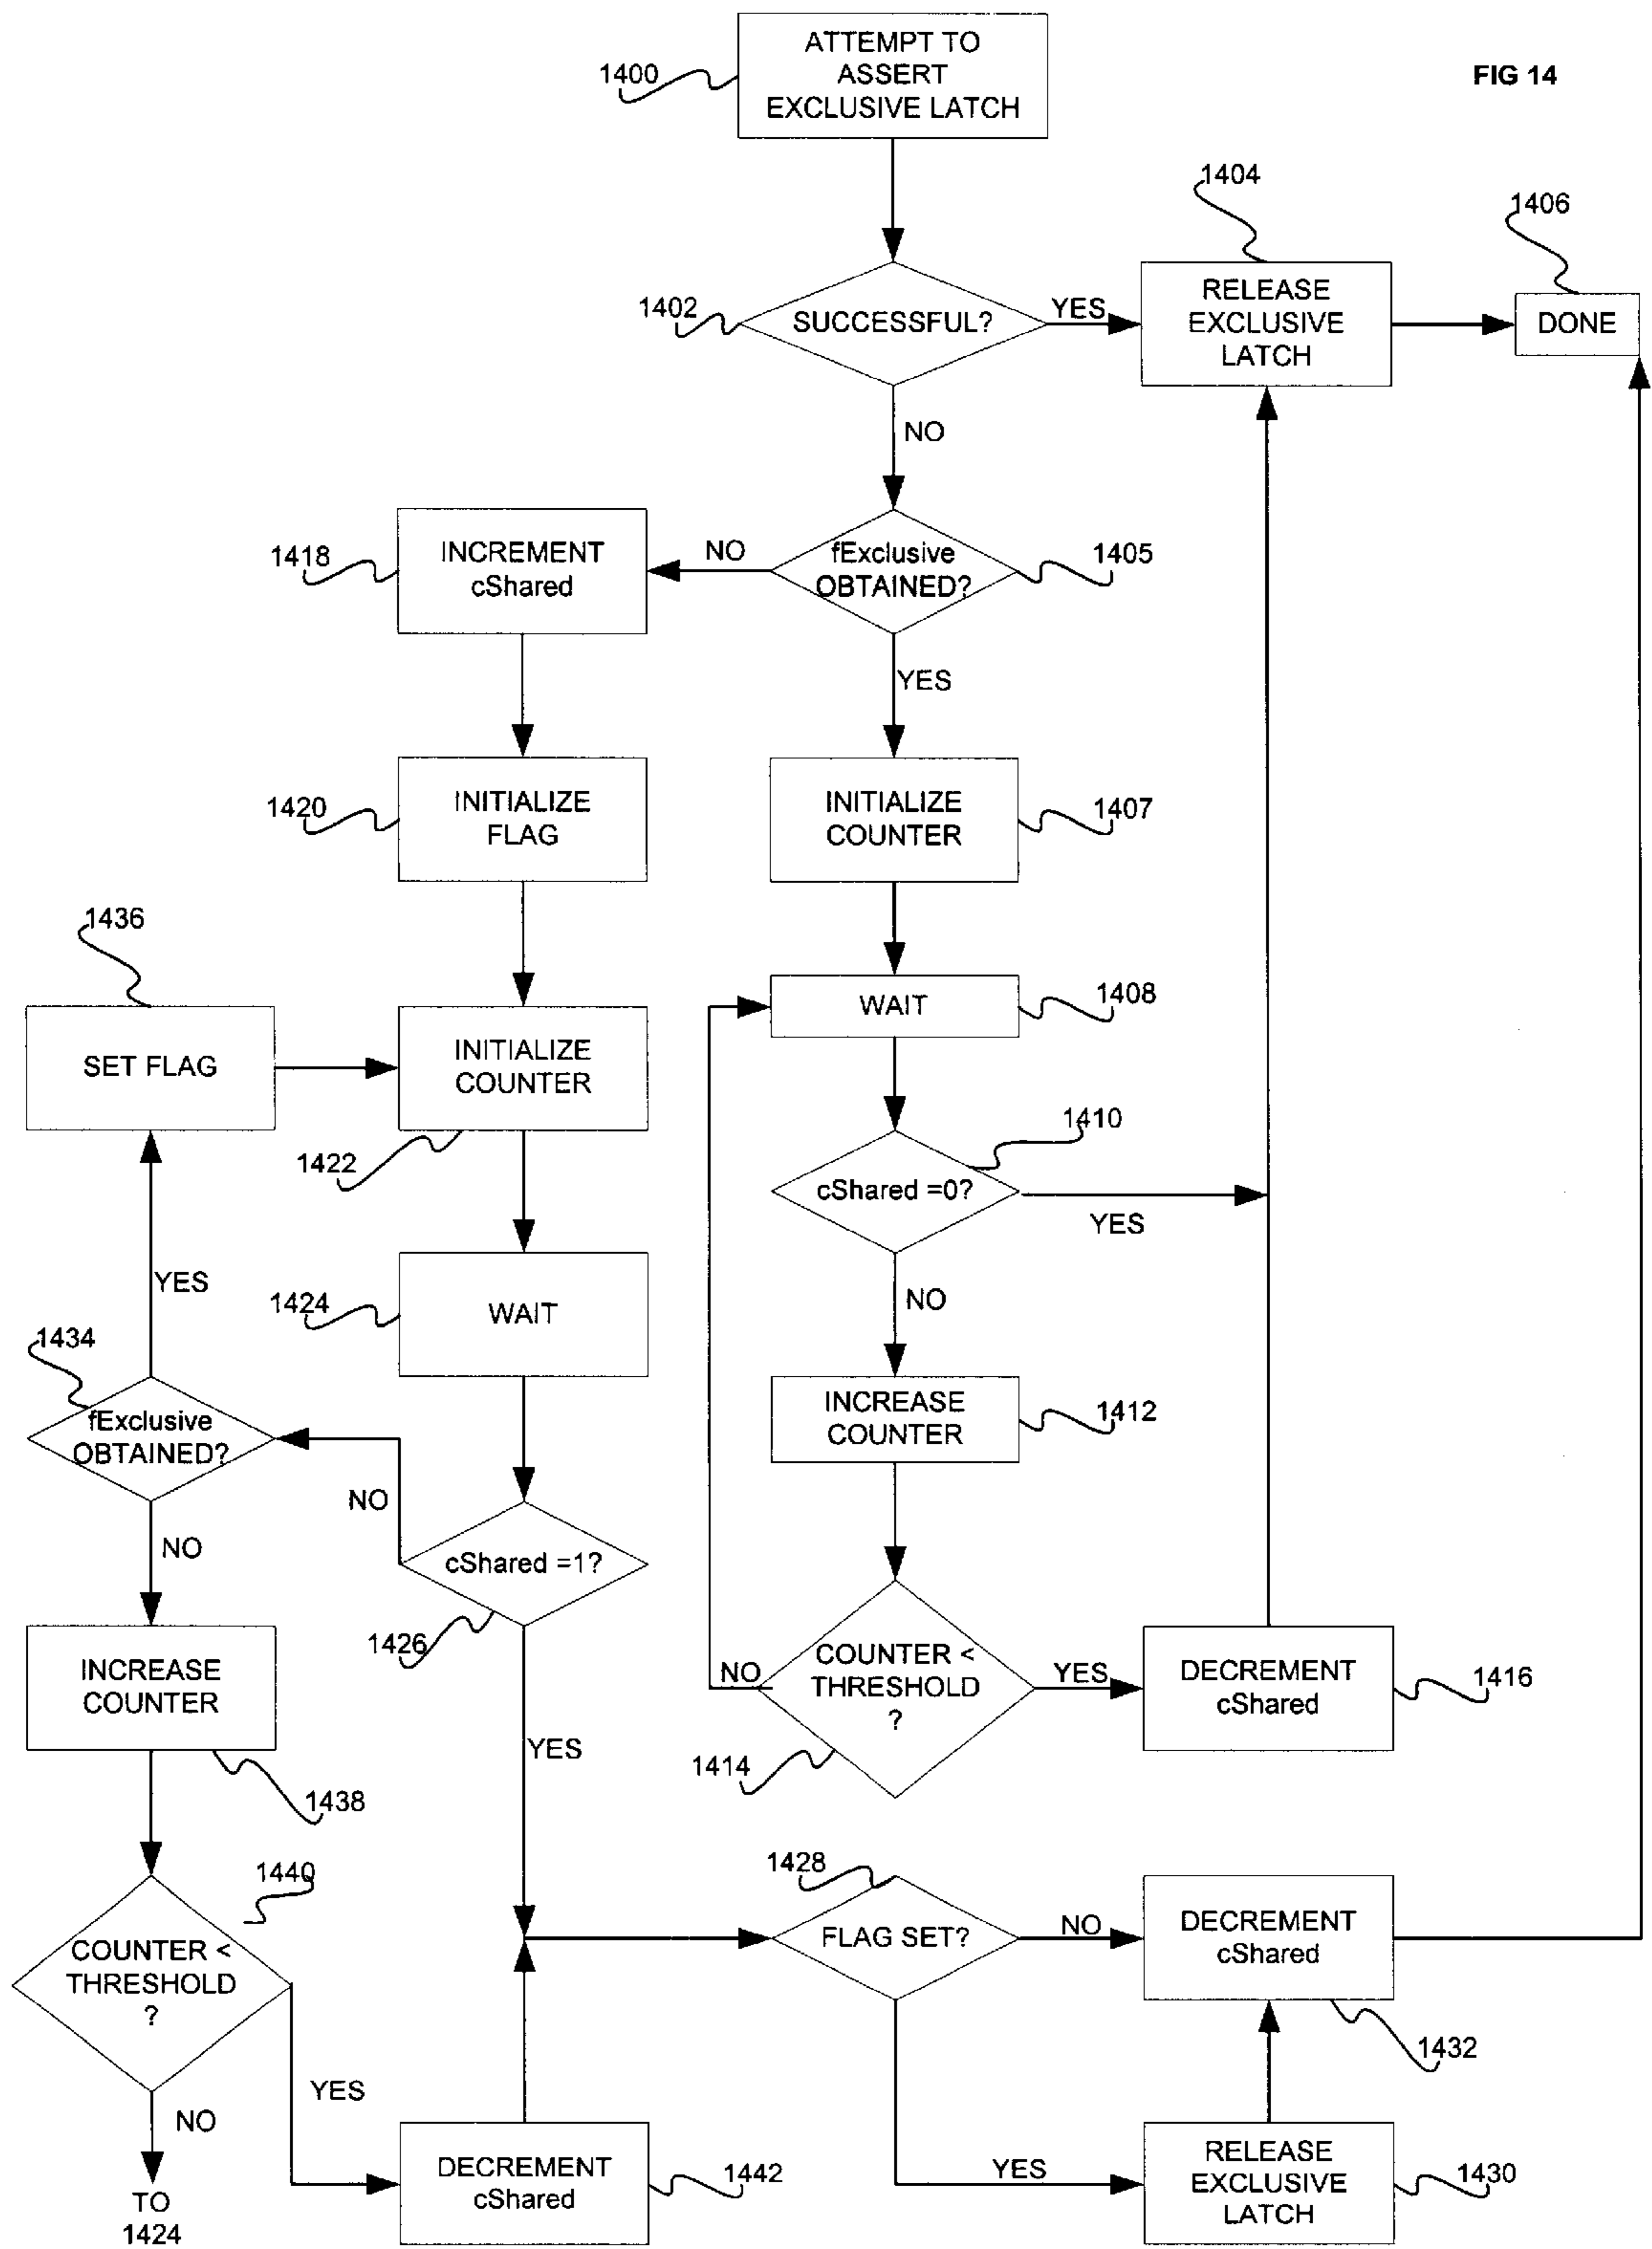 ATTEMPT TO
ASSERT
EXCLUSIVE LATCH
1400
FIG 14
1404
1406
1402
SUCCESSFUL?
YES
RELEASE
EXCLUSIVE
LATCH
DONE
NO
1418
INCREMENT
cShared
NO
fExclusive
OBTAINED?
1405
YES
1420
INITIALIZE
FLAG
INITIALIZE
COUNTER
1407
1436
SET FLAG
INITIALIZE
COUNTER
WAIT
1408
1422
1410
cShared =0?
YES
YES
1424
WAIT
NO
1434
fExclusive
OBTAINED?
INCREASE
COUNTER
1412
NO
NO
cShared =1?
1426
INCREASE
COUNTER
1438
NO
COUNTER <
THRESHOLD
?
YES
DECREMENT
cShared
1416
1414
YES
1440
COUNTER <
THRESHOLD
?
1428
FLAG SET?
NO
DECREMENT
cShared
1432
YES
NO
TO
1424
DECREMENT
cShared
1442
YES
RELEASE
EXCLUSIVE
LATCH
1430